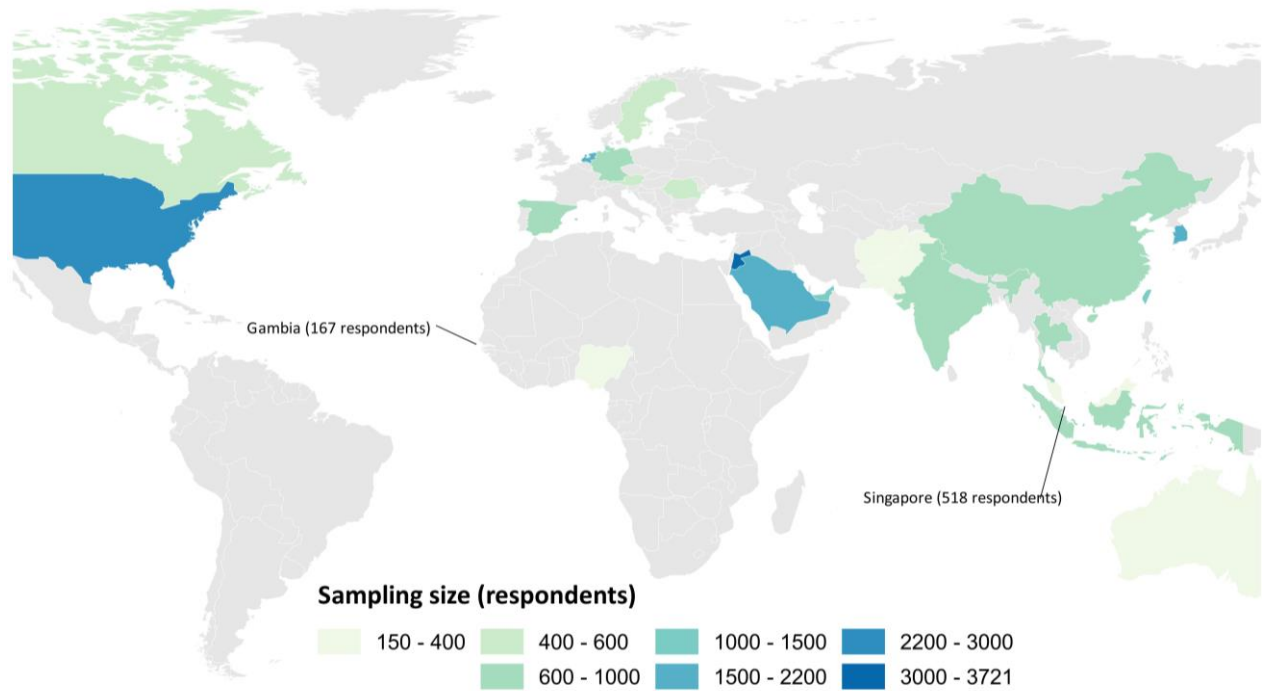 Gambia (167 respondents)
Singapore (518 respondents)
Sampling size (respondents)
150 - 400
400 - 600
1000 - 1500
2200 - 3000
600 - 1000
1500 - 2200
3000 - 3721